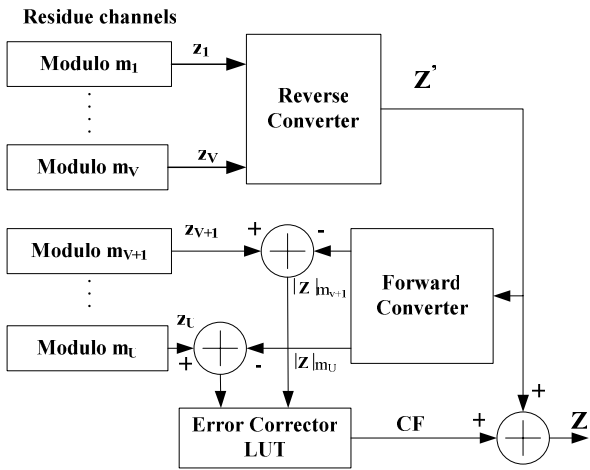 Residue channels
Modulo m1
z1
Modulo mV
zV
Reverse
Converter
Z’
Modulo mV+1
zV+1
+
-
|Z|mv+1
Forward
Converter
Modulo mU
zU
+
-
|Z|mU
Error Corrector
LUT
CF
+
+
Z